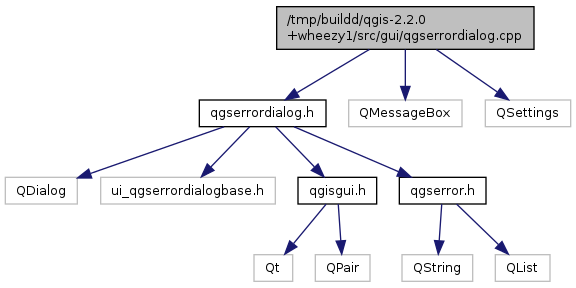 /tmp/buildd/qgis-2.2.0
+wheezy1/src/gui/qgserrordialog.cpp
qgserrordialog.h
QMessageBox
QSettings
QDialog
ui_qgserrordialogbase.h
qgisgui.h
qgserror.h
Qt
QPair
QString
QList